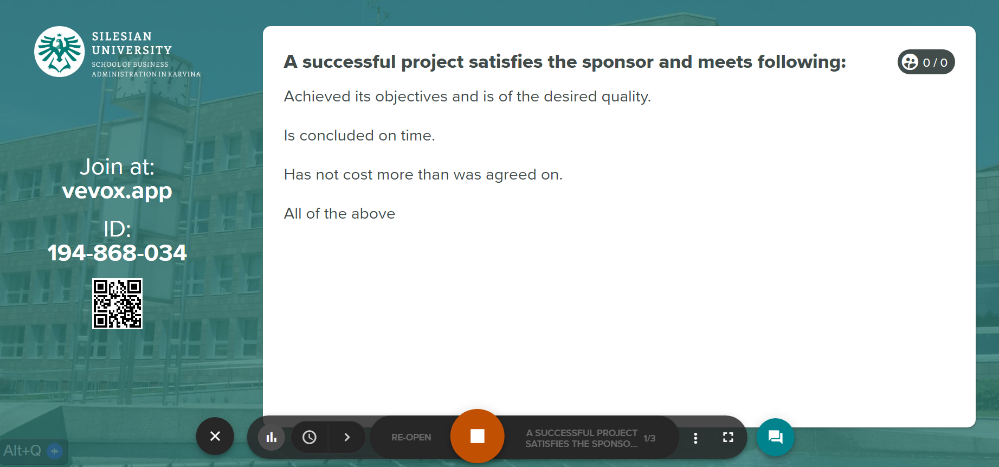 SILESIAN
UNIVERSITY
SCHOOL OF BUSINESS
ADMINISTRATION IN KARVINA
Join at:
vevox.app
ID:
194-868-034
A successful project satisfies the sponsor and meets following:
0 / 0
Achieved its objectives and is of the desired quality.
Is concluded on time.
Has not cost more than was agreed on.
All of the above
RE-OPEN
A SUCCESSFUL PROJECT
SATISFIES THE SPONSO...
1/3
Alt+Q